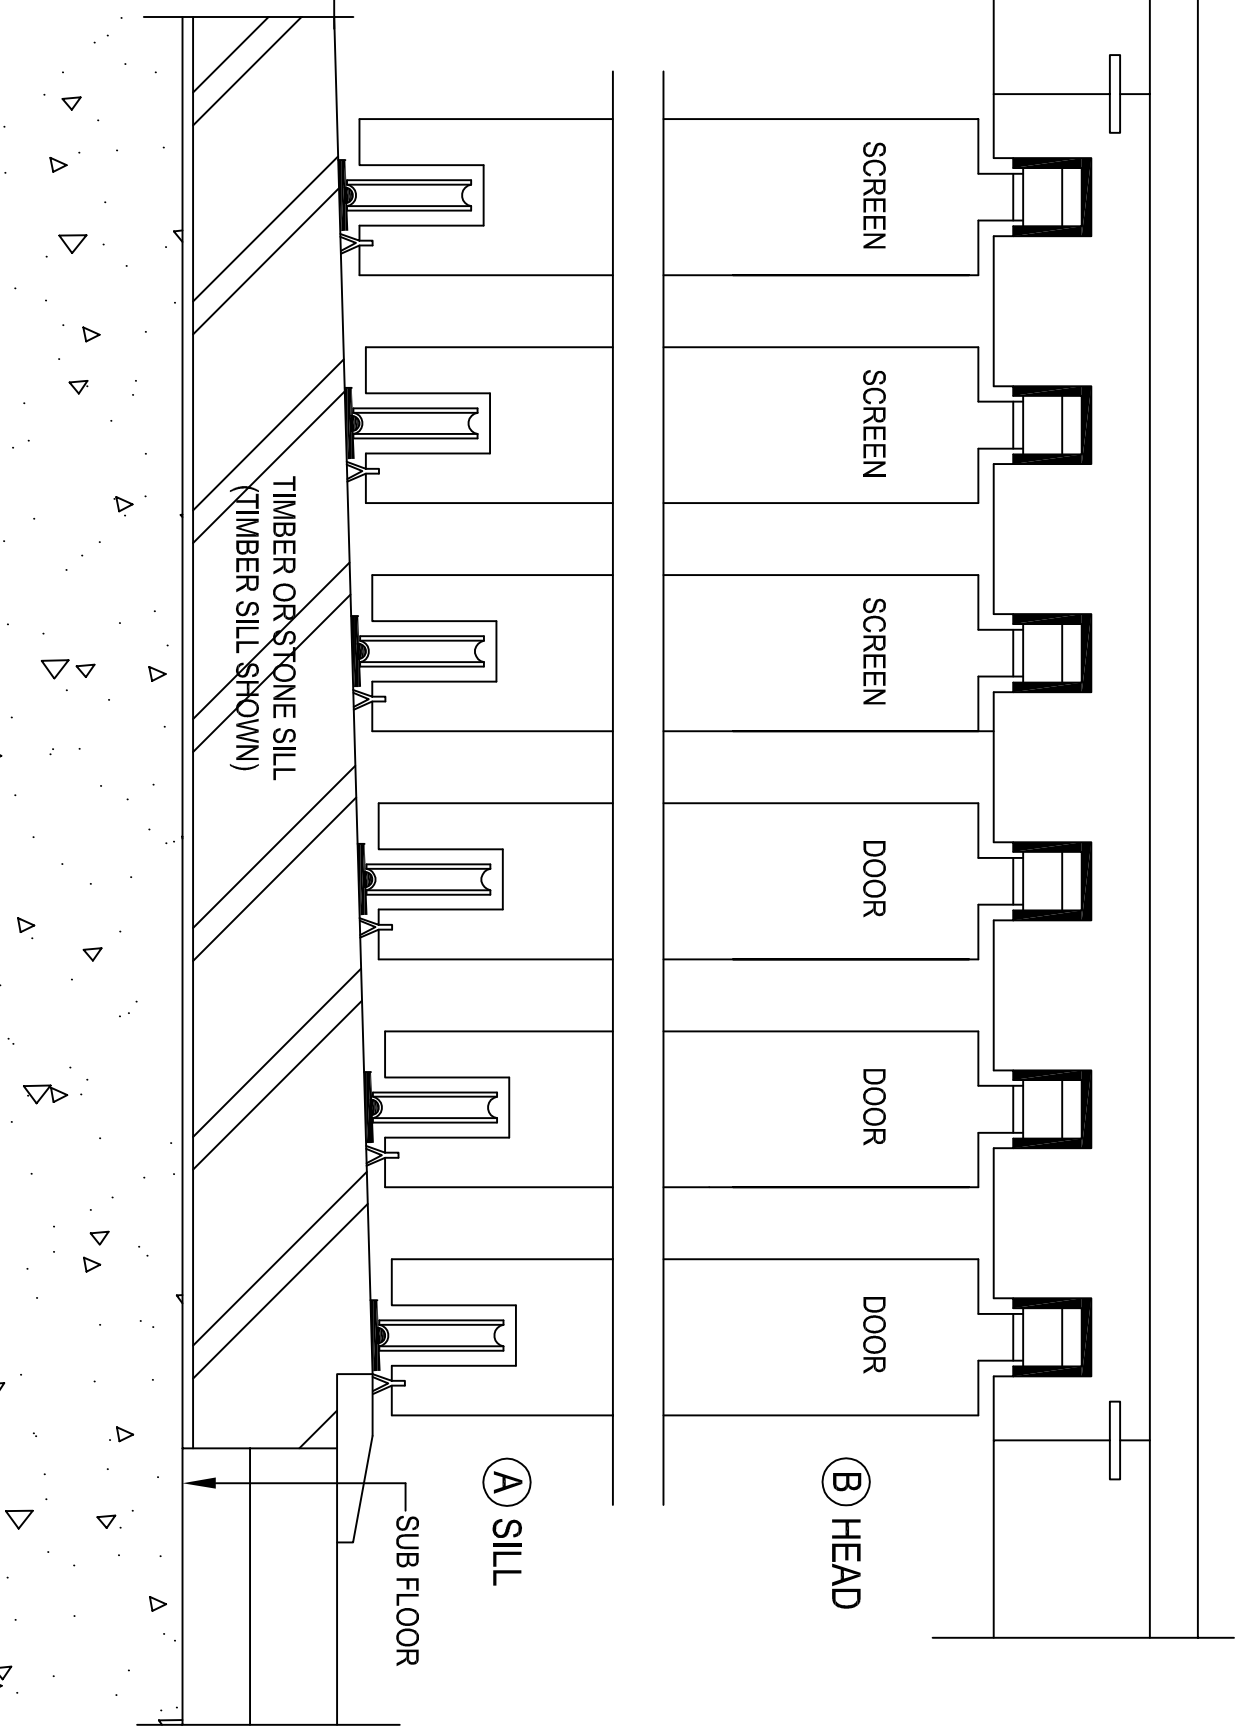 SCREEN
SCREEN
SCREEN
DOOR
DOOR
DOOR
B HEAD
A SILL
SUB FLOOR
TIMBER OR STONE SILL
(TIMBER SILL SHOWN)